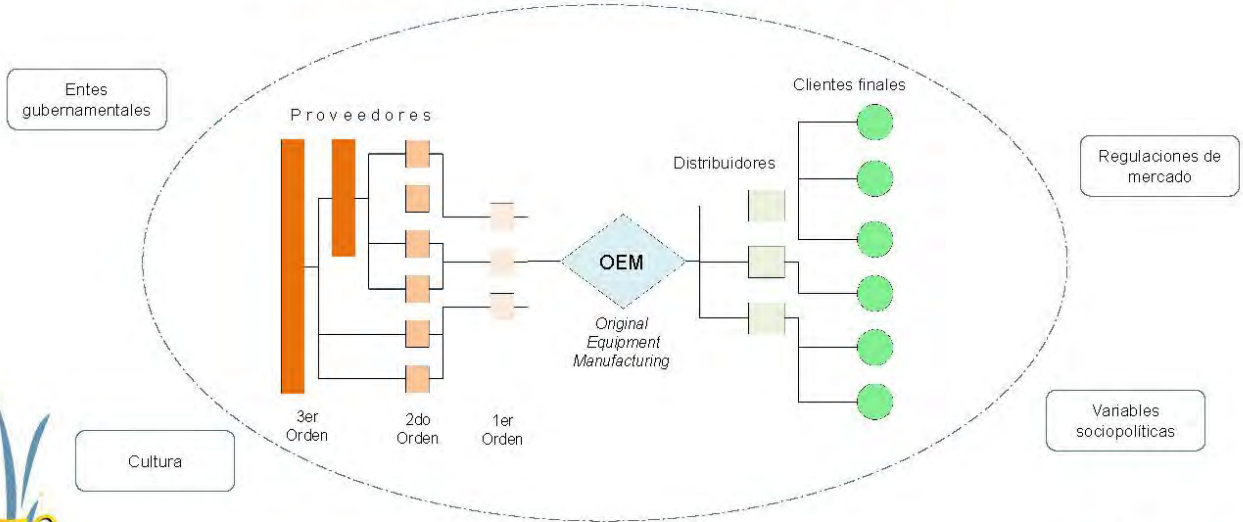 Entes
gubernamentales
Proveedores
Clientes finales
Distribuidores
Regulaciones de
mercado
OEM
Original
Equipment
Manufacturing
3er
Orden
2do
Orden
1er
Orden
Cultura
Variables
sociopolíticas